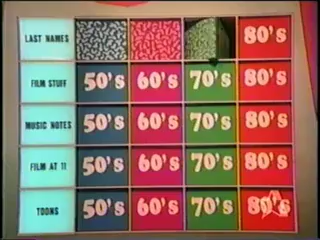 LAST NAMES 80's
FILM STUFF 50's 60's 70's 80's
MUSIC NOTES 50's 60's 70's 80's
FILM AT 11 50's 60's 70's 80's
TOONS 50's 60's 70's 80's